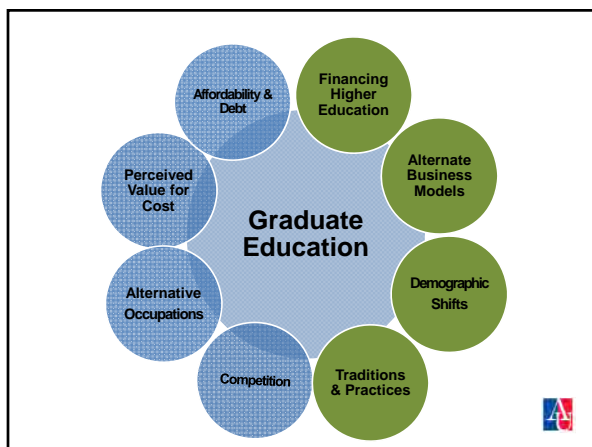 Affordability &
Debt
Financing
Higher
Education
Perceived
Value for
Cost
Alternate
Business
Models
Graduate
Education
Alternative
Occupations
Demographic
Shifts
Competition
Traditions
& Practices
A